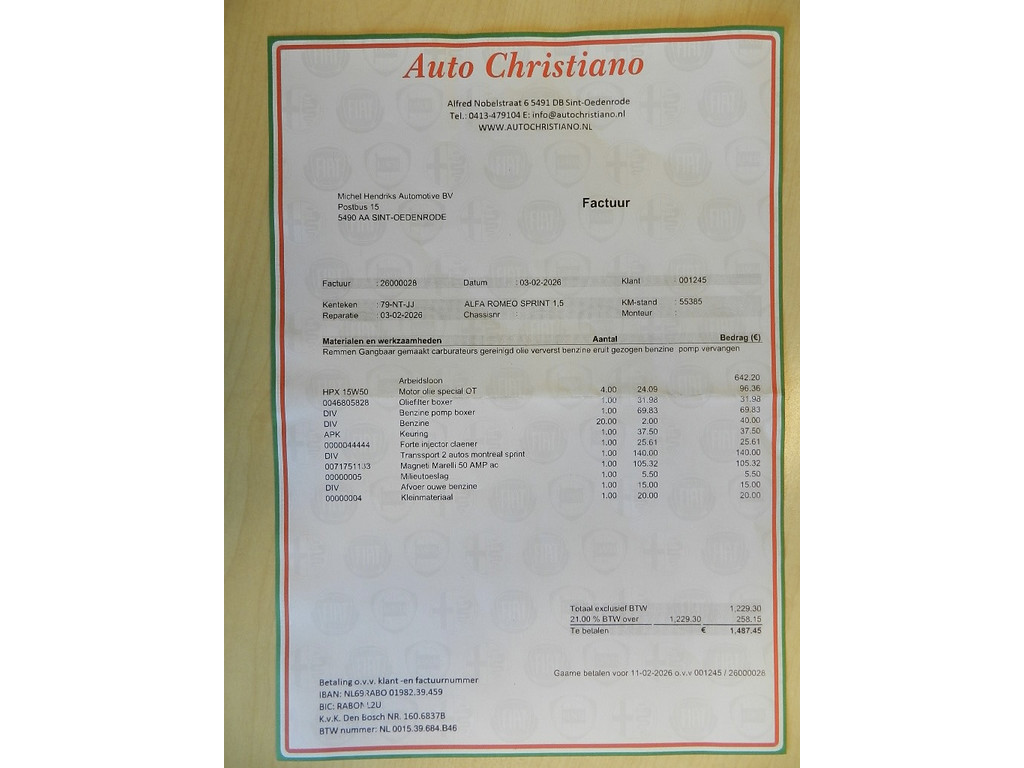 Auto Christiano
Alfred Nobelstraat 6 5491 DB Sint-Oedenrode
Tel.: 0413-479104 E: info@autochristiano.nl
WWW.AUTOCHRISTIANO.NL
Michel Hendriks Automotive BV
Postbus 15
5490 AA SINT-OEDENRODE
Factuur
Factuur : 26000028 Datum : 03-02-2026 Klant : 001245
Kenteken : 79-NT-JJ ALFA ROMEO SPRINT 1,5 KM-stand : 55385
Reparatie : 03-02-2026 Chassisnr : Monteur :
Materialen en werkzaamheden Aantal Bedrag (€)
Remmen Gangbaar gemaakt carburateurs gereinigd olie ververst benzine eruit gezogen benzine pomp vervangen
Arbeidsloon 642.20
HPX 15W50 Motor olie special OT 4.00 24.09 96.36
0046805828 Oliefilter boxer 1.00 31.98 31.98
DIV Benzine pomp boxer 1.00 69.83 69.83
DIV Benzine 20.00 2.00 40.00
APK Keuring 1.00 37.50 37.50
0000044444 Forte injector claener 1.00 25.61 25.61
DIV Transsport 2 autos montreal sprint 1.00 140.00 140.00
0071751133 Magneti Marelli 50 AMP ac 1.00 105.32 105.32
00000005 Milieutoeslag 1.00 5.50 5.50
DIV Afvoer ouwe benzine 1.00 15.00 15.00
00000004 Kleinmateriaal 1.00 20.00 20.00
Totaal exclusief BTW 1,229.30
21.00 % BTW over 1,229.30 258.15
Te betalen € 1,487.45
Gaarne betalen voor 11-02-2026 o.v.v 001245 / 26000028
Betaling o.v.v. klant -en factuurnummer
IBAN: NL69RABO 01982.39.459
BIC: RABONL2U
K.v.K. Den Bosch NR. 160.6837B
BTW nummer: NL 0015.39.684.B46